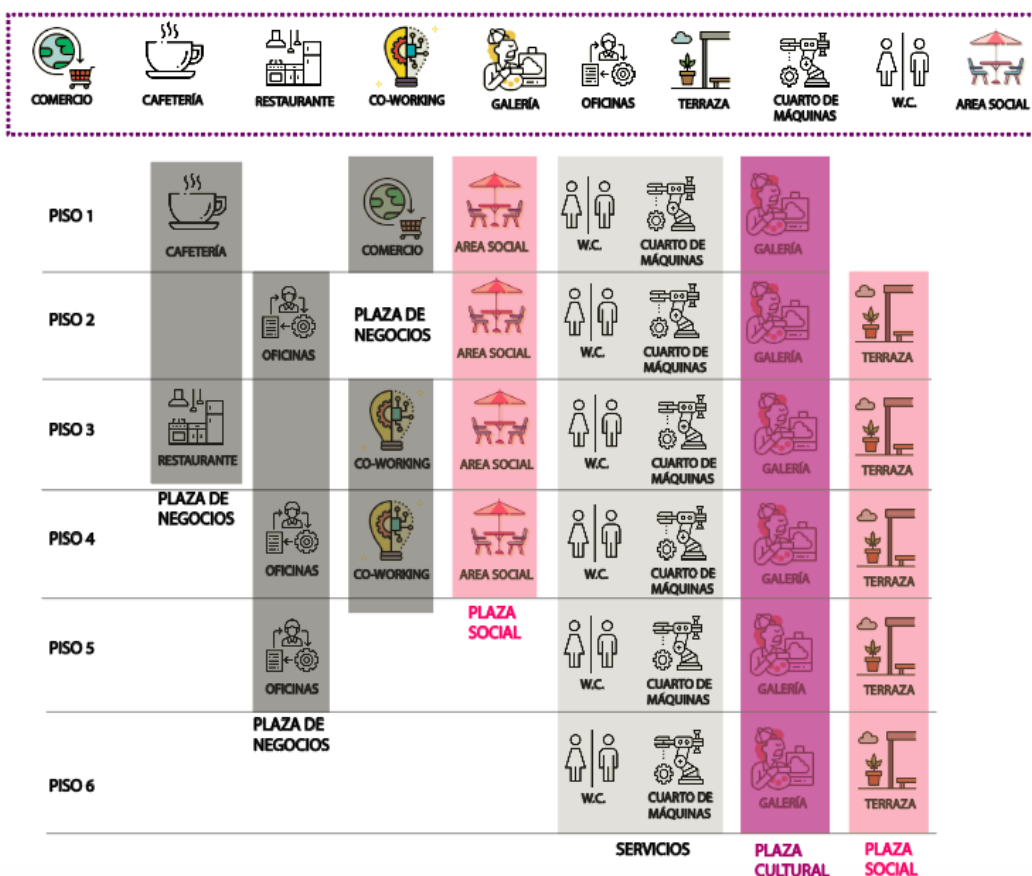 COMERCIO
CAFETERÍA
RESTAURANTE
CO-WORKING
GALERÍA
OFICINAS
TERRAZA
CUARTO DE
MÁQUINAS
W.C.
AREA SOCIAL
PISO 1
CAFETERÍA
COMERCIO
AREA SOCIAL
W.C.
CUARTO DE
MÁQUINAS
GALERÍA
PISO 2
OFICINAS
PLAZA DE
NEGOCIOS
AREA SOCIAL
W.C.
CUARTO DE
MÁQUINAS
GALERÍA
TERRAZA
PISO 3
RESTAURANTE
CO-WORKING
AREA SOCIAL
W.C.
CUARTO DE
MÁQUINAS
GALERÍA
TERRAZA
PLAZA DE
NEGOCIOS
PISO 4
OFICINAS
CO-WORKING
AREA SOCIAL
W.C.
CUARTO DE
MÁQUINAS
GALERÍA
TERRAZA
PLAZA
SOCIAL
PISO 5
OFICINAS
W.C.
CUARTO DE
MÁQUINAS
GALERÍA
TERRAZA
PLAZA DE
NEGOCIOS
PISO 6
W.C.
CUARTO DE
MÁQUINAS
GALERÍA
TERRAZA
SERVICIOS
PLAZA
CULTURAL
PLAZA
SOCIAL